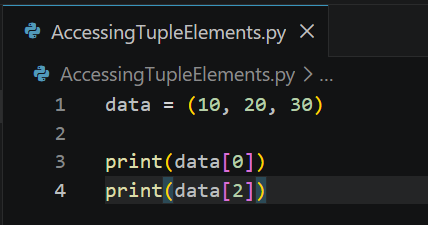 AccessingTupleElements.py
AccessingTupleElements.py > ...
1 data = (10, 20, 30)
2
3 print(data[0])
4 print(data[2])